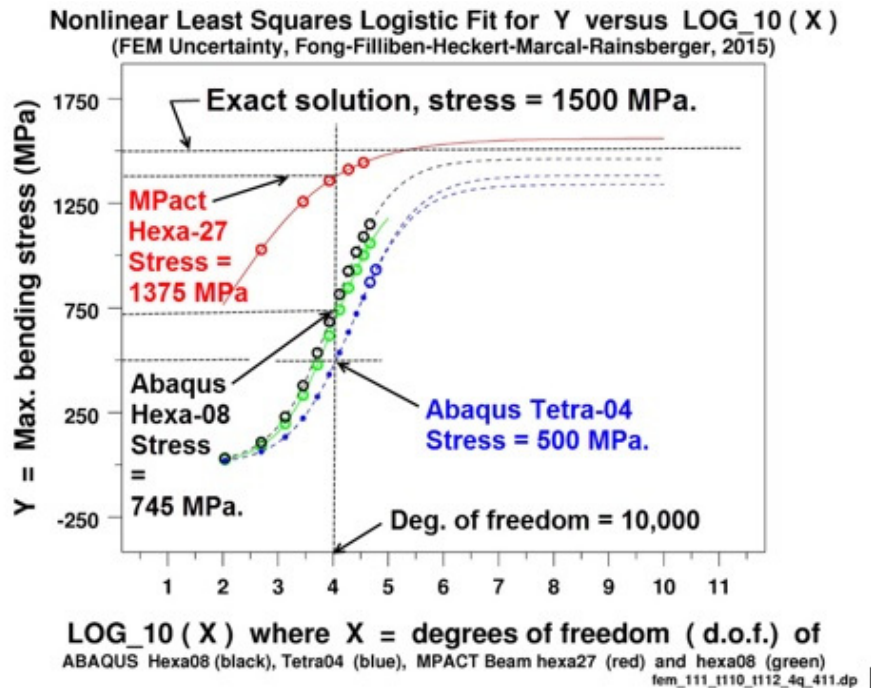 Nonlinear Least Squares Logistic Fit for Y versus LOG_10 ( X )
(FEM Uncertainty, Fong-Filliben-Heckert-Marcal-Rainsberger, 2015)
1750
Exact solution, stress = 1500 MPa.
1250
MPact
Hexa-27
Stress =
1375 MPa
750
Abaqus
Hexa-08
Stress
=
745 MPa.
250
Abaqus Tetra-04
Stress = 500 MPa.
-250
Deg. of freedom = 10,000
Y = Max. bending stress (MPa)
1 2 3 4 5 6 7 8 9 10 11
LOG_10 ( X ) where X = degrees of freedom ( d.o.f. ) of
ABAQUS Hexa08 (black), Tetra04 (blue), MPACT Beam hexa27 (red) and hexa08 (green)
fem_111_t110_t112_4q_411.dp